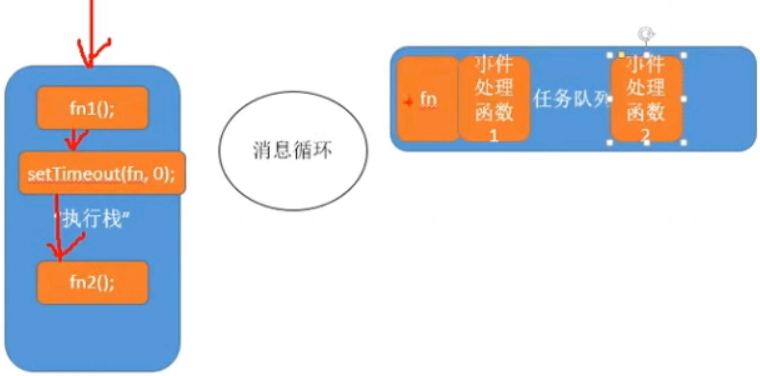 fn1();
setTimeout(fn, 0);
"执行栈"
fn2();
消息循环
fn
事件
处理
函数
1
任务队列
事件
处理
函数
2